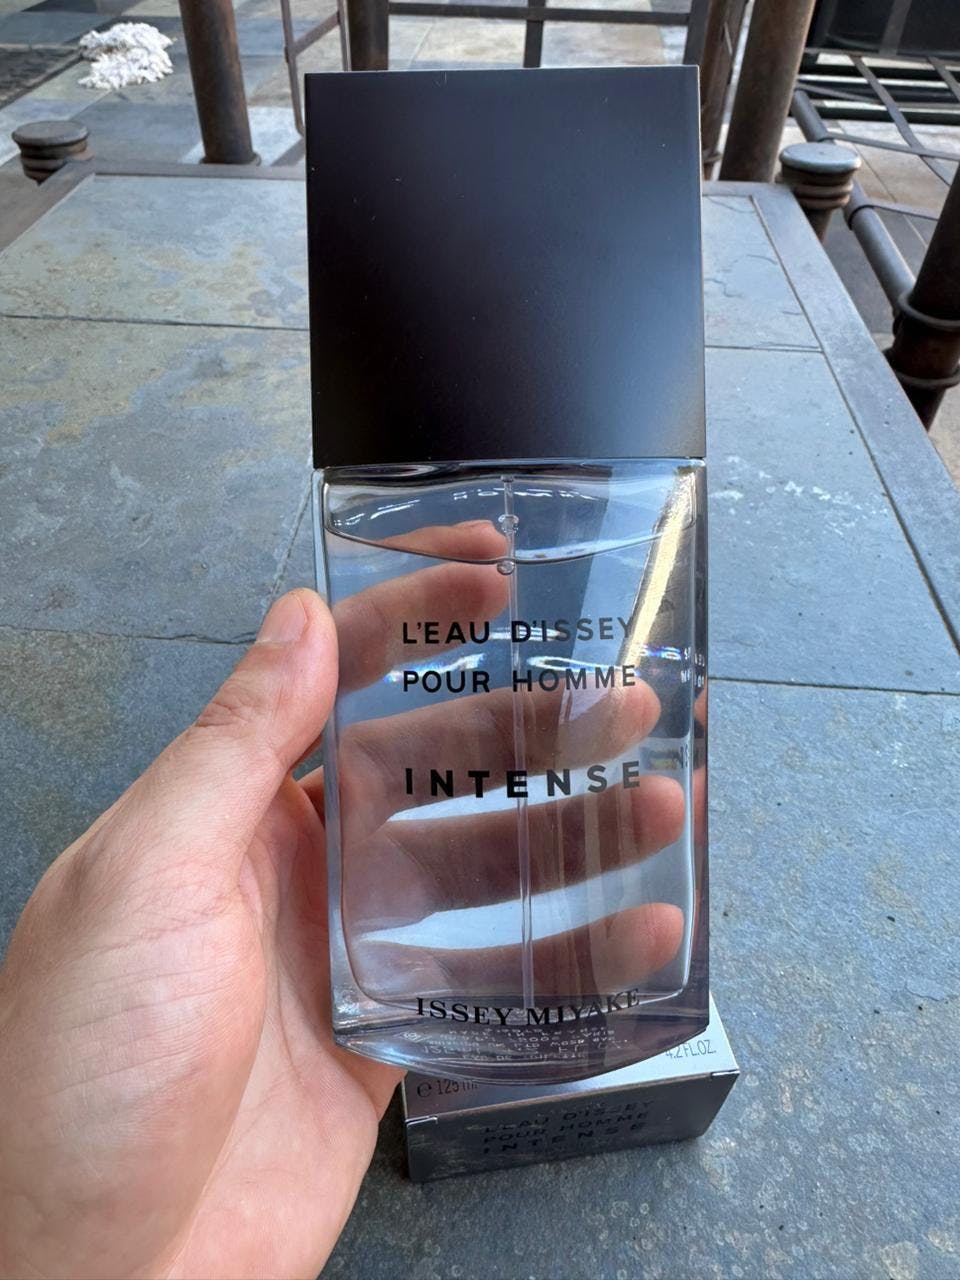 L'EAU D'ISSEY
POUR HOMME
INTENSE
ISSEY MIYAKE
e 125 ml
4.2 FL.OZ.
L'EAU D'ISSEY
POUR HOMME
INTENSE